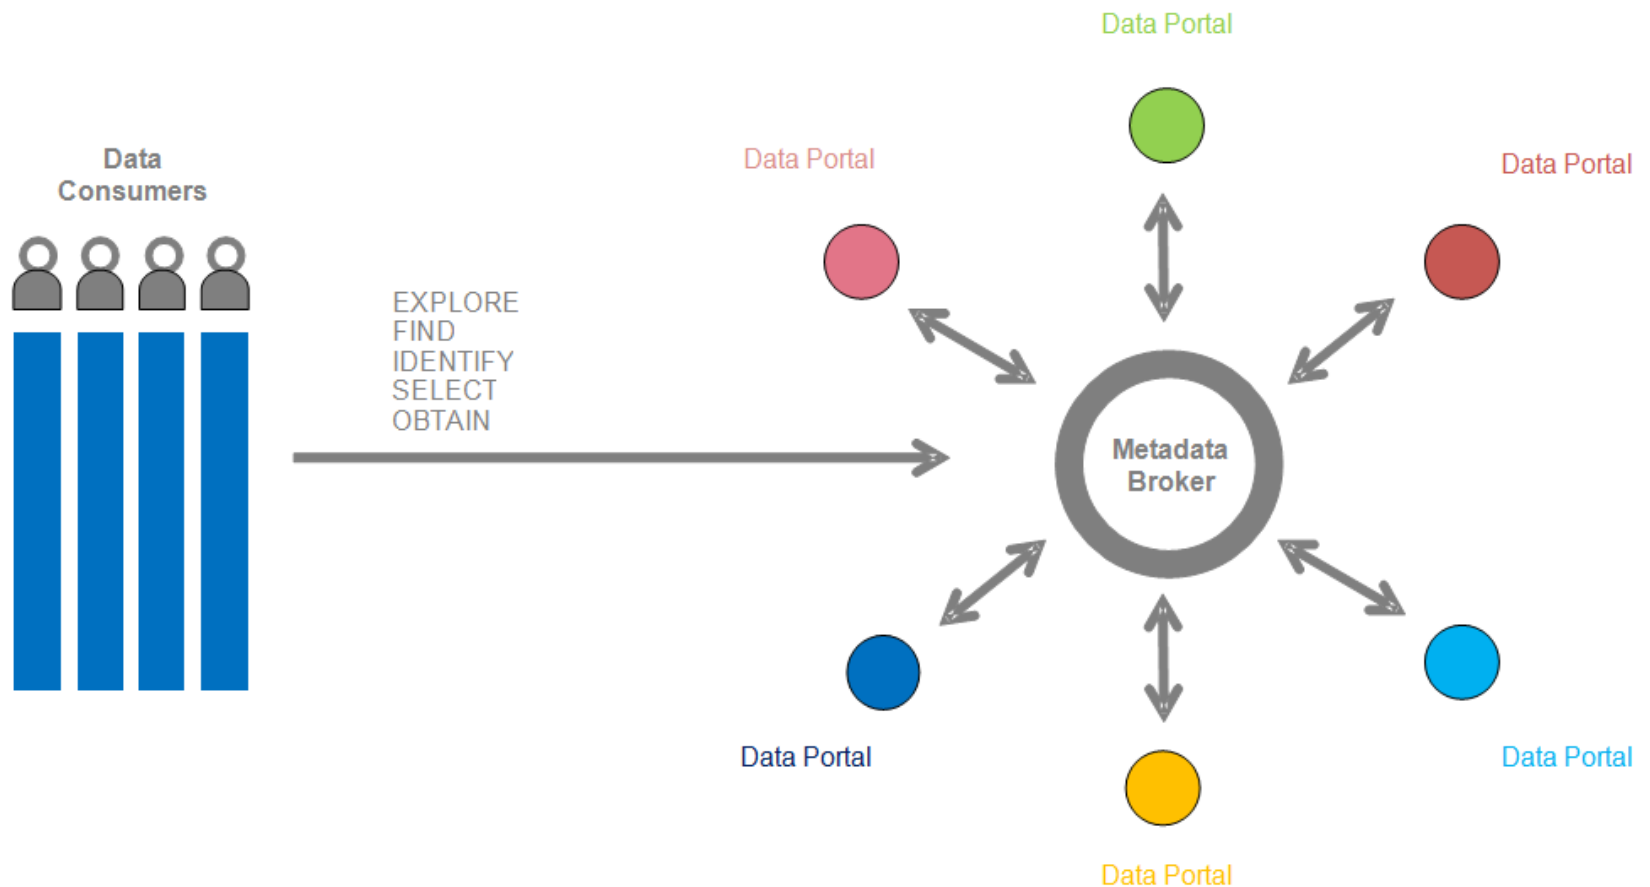 Data Portal
Data Portal
Data Portal
Data
Consumers
EXPLORE
FIND
IDENTIFY
SELECT
OBTAIN
Metadata
Broker
Data Portal
Data Portal
Data Portal